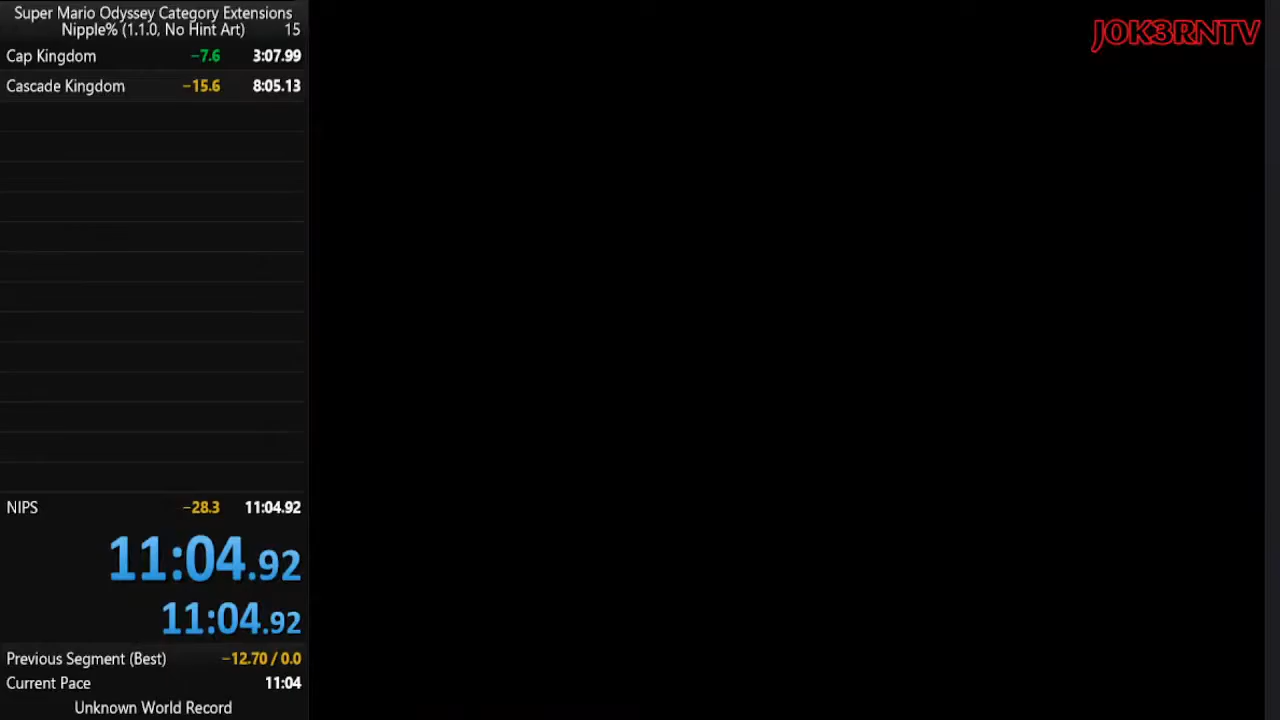 Super Mario Odyssey Category Extensions
Nipple% (1.1.0, No Hint Art) 15
Cap Kingdom −7.6 3:07.99
Cascade Kingdom −15.6 8:05.13
NIPS −28.3 11:04.92
11:04.92
11:04.92
Previous Segment (Best) −12.70 / 0.0
Current Pace 11:04
Unknown World Record
JOK3RNTV